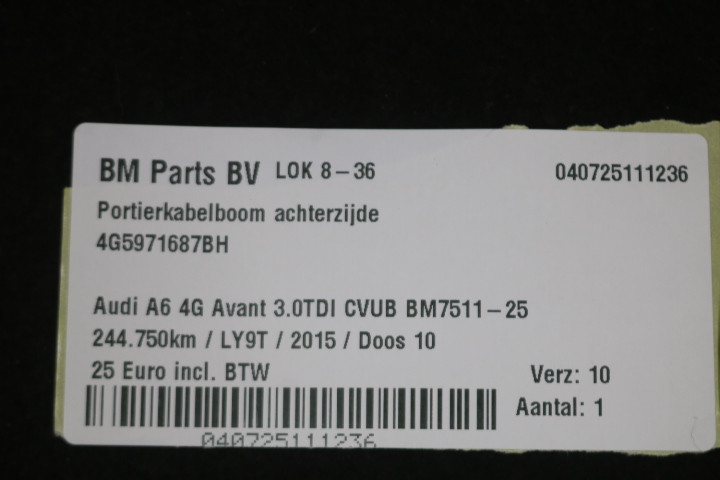 BM Parts BV LOK 8-36 040725111236
Portierkabelboom achterzijde
4G5971687BH
Audi A6 4G Avant 3.0TDI CVUB BM7511-25
244.750km / LY9T / 2015 / Doos 10
25 Euro incl. BTW
Verz: 10
Aantal: 1
040725111236